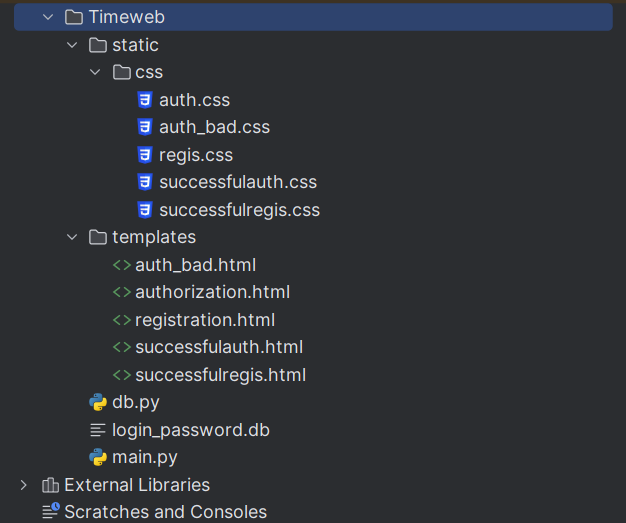 Timeweb
static
css
auth.css
auth_bad.css
regis.css
successfulauth.css
successfulregis.css
templates
auth_bad.html
authorization.html
registration.html
successfulauth.html
successfulregis.html
db.py
login_password.db
main.py
External Libraries
Scratches and Consoles